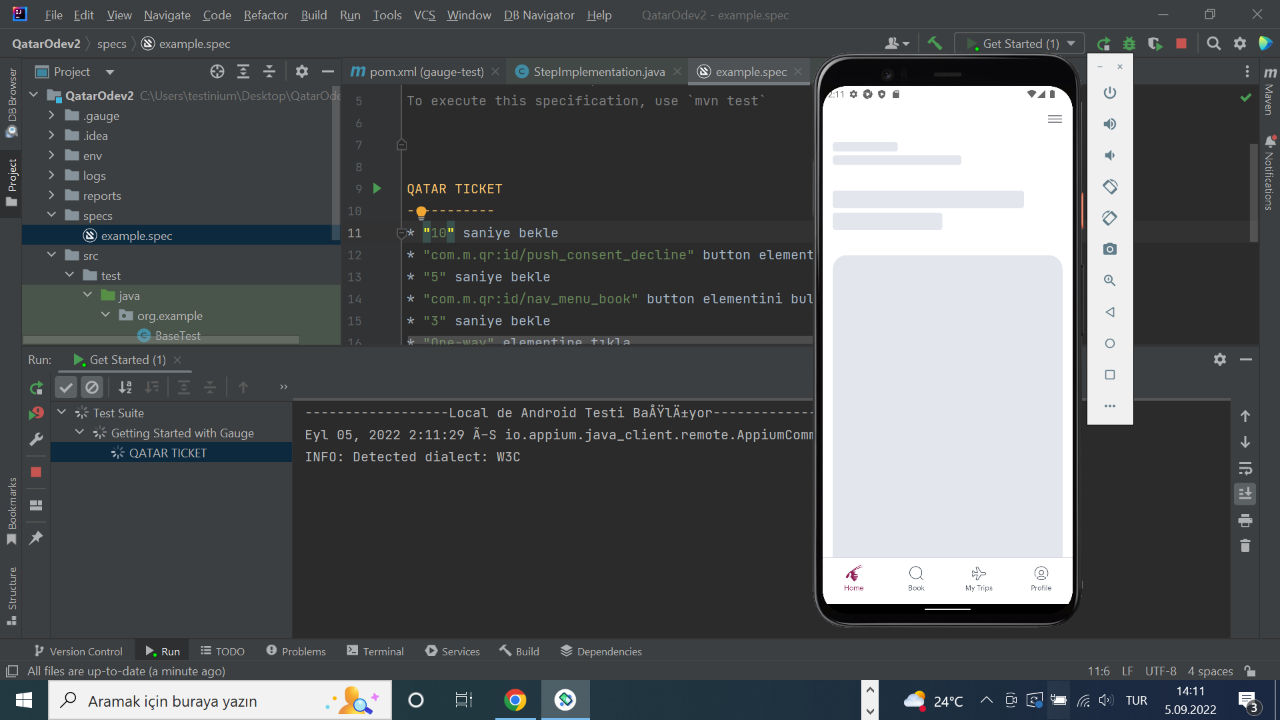 File Edit View Navigate Code Refactor Build Run Tools VCS Window DB Navigator Help QatarOdev2 - example.spec
QatarOdev2 specs example.spec
Get Started (1)
Project
pom.xml (gauge-test)
StepImplementation.java
example.spec
DB Browser
Project
Bookmarks
Structure
Maven
Notifications
QatarOdev2 C:\Users\testinium\Desktop\QatarOde
.gauge
.idea
env
logs
reports
specs
example.spec
src
test
java
org.example
BaseTest
5 To execute this specification, use `mvn test`
6
7
8
9 QATAR TICKET
10 -----------
11 * "10" saniye bekle
12 * "com.m.qr:id/push_consent_decline" button element
13 * "5" saniye bekle
14 * "com.m.qr:id/nav_menu_book" button elementini bul
15 * "3" saniye bekle
16 * "One-way" elementine tıkla
Run: Get Started (1)
Test Suite
Getting Started with Gauge
QATAR TICKET
------------------Local de Android Testi BaÅŸlÄ±yor-------------
Eyl 05, 2022 2:11:29 Ã–S io.appium.java_client.remote.AppiumComm
INFO: Detected dialect: W3C
2:11
Home Book My Trips Profile
Version Control Run TODO Problems Terminal Services Build Dependencies
All files are up-to-date (a minute ago)
11:6 LF UTF-8 4 spaces
Aramak için buraya yazın
24°C
TUR
14:11
5.09.2022
3